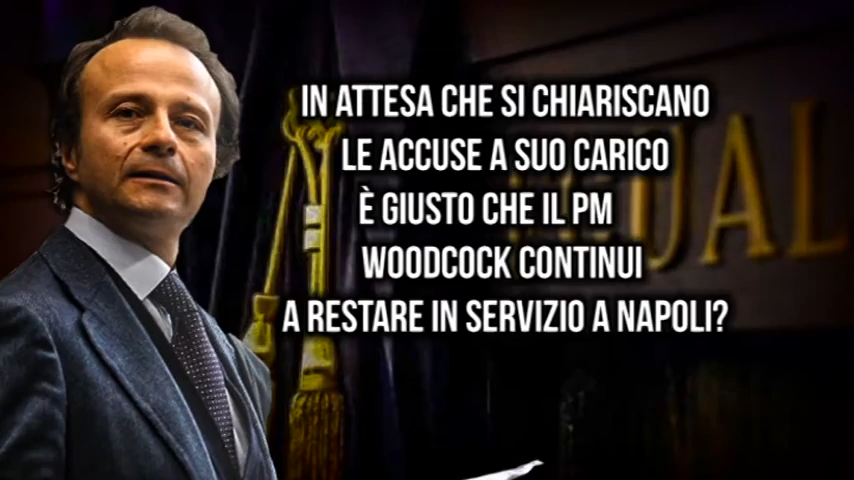 IN ATTESA CHE SI CHIARISCANO
LE ACCUSE A SUO CARICO
È GIUSTO CHE IL PM
WOODCOCK CONTINUI
A RESTARE IN SERVIZIO A NAPOLI?